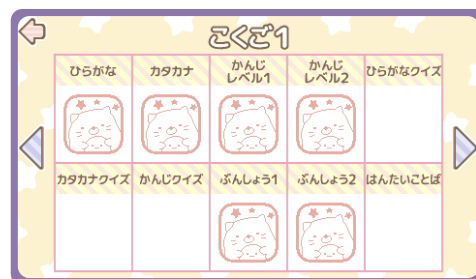 こくご1
ひらがな
カタカナ
かんじ
レベル1
かんじ
レベル2
ひらがなクイズ
カタカナクイズ
かんじクイズ
ぶんしょう1
ぶんしょう2
はんたいことば